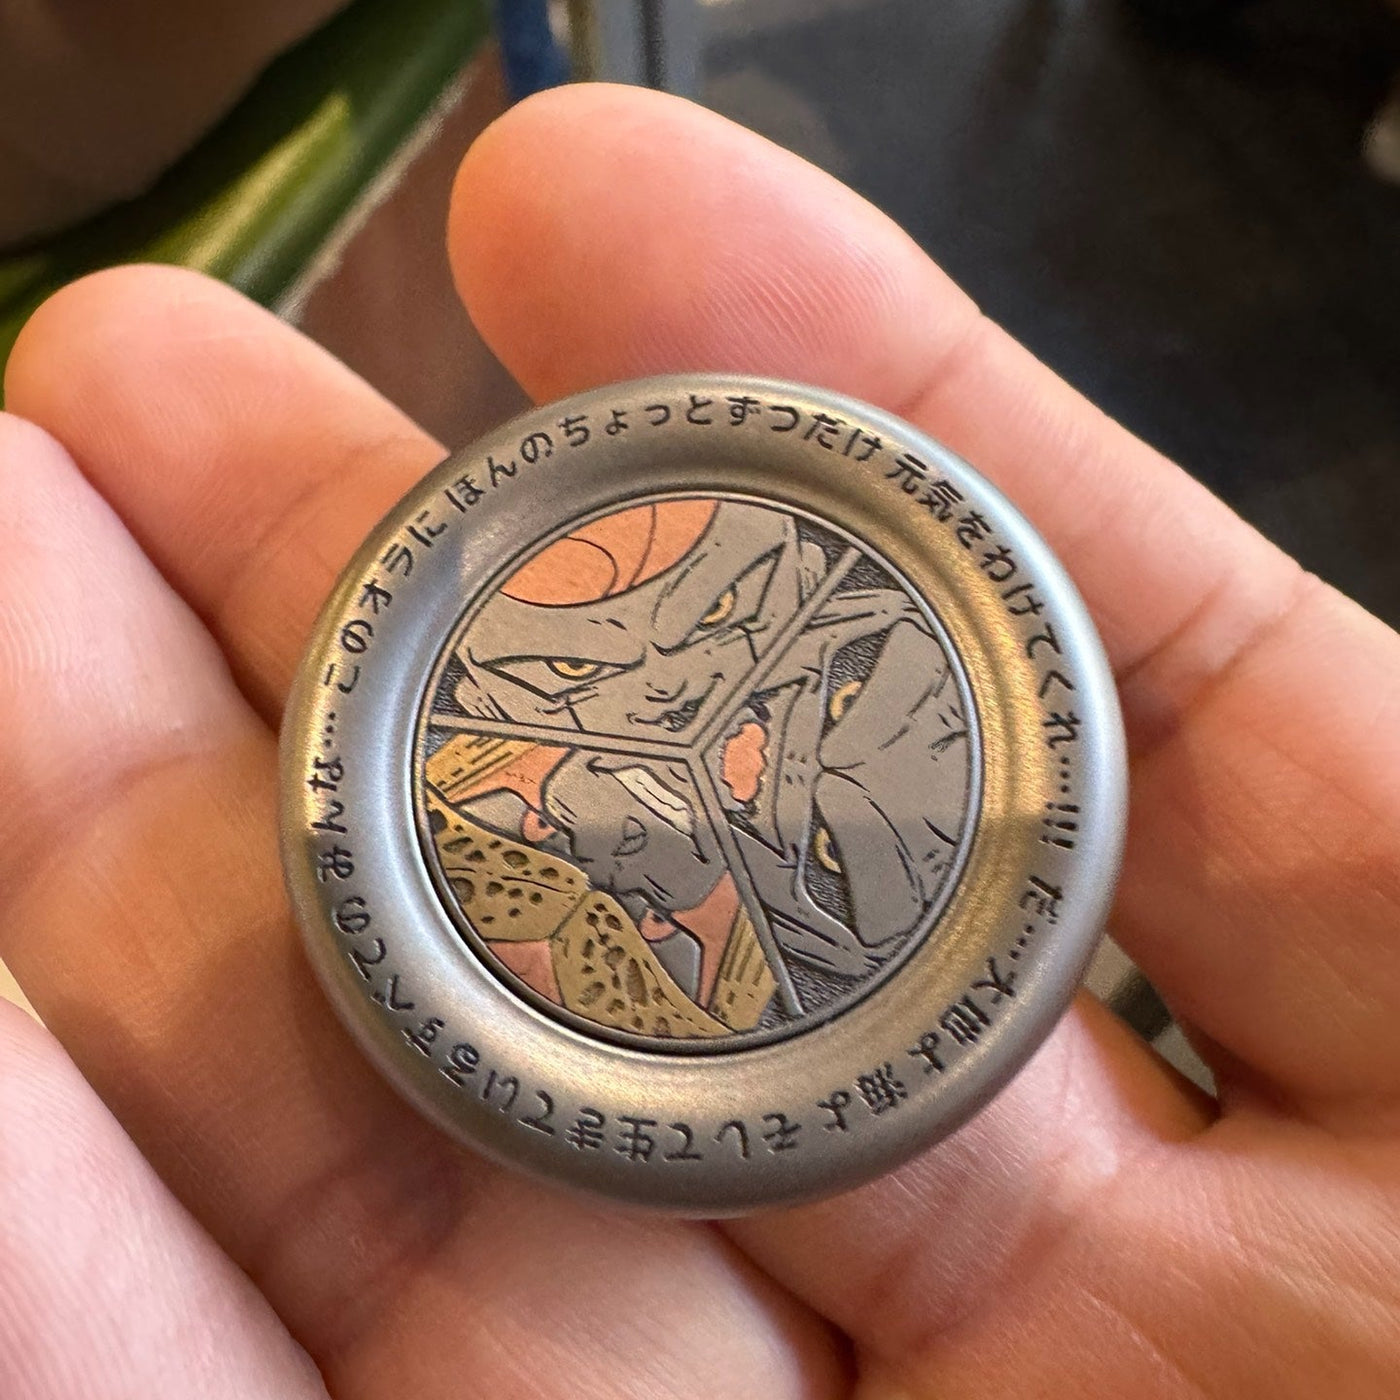 だ…大地よ 海よ そして生きているすべての みんな… このオラに ほんのちょっとずつだけ 元気をわけてくれ…!!!